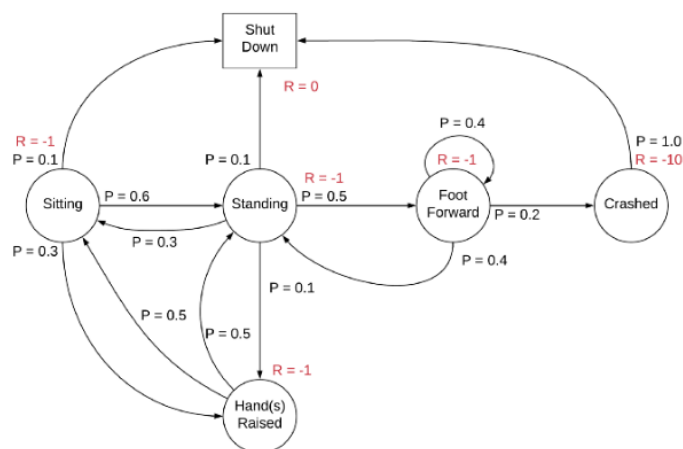 Shut
Down
R = 0
P = 0.4
R = -1
P = 0.1
P = 0.1
R = -1
R = -1
P = 1.0
R = -10
Sitting
P = 0.6
Standing
P = 0.5
Foot
Forward
P = 0.2
Crashed
P = 0.3
P = 0.3
P = 0.4
P = 0.1
P = 0.5
P = 0.5
R = -1
Hand(s)
Raised